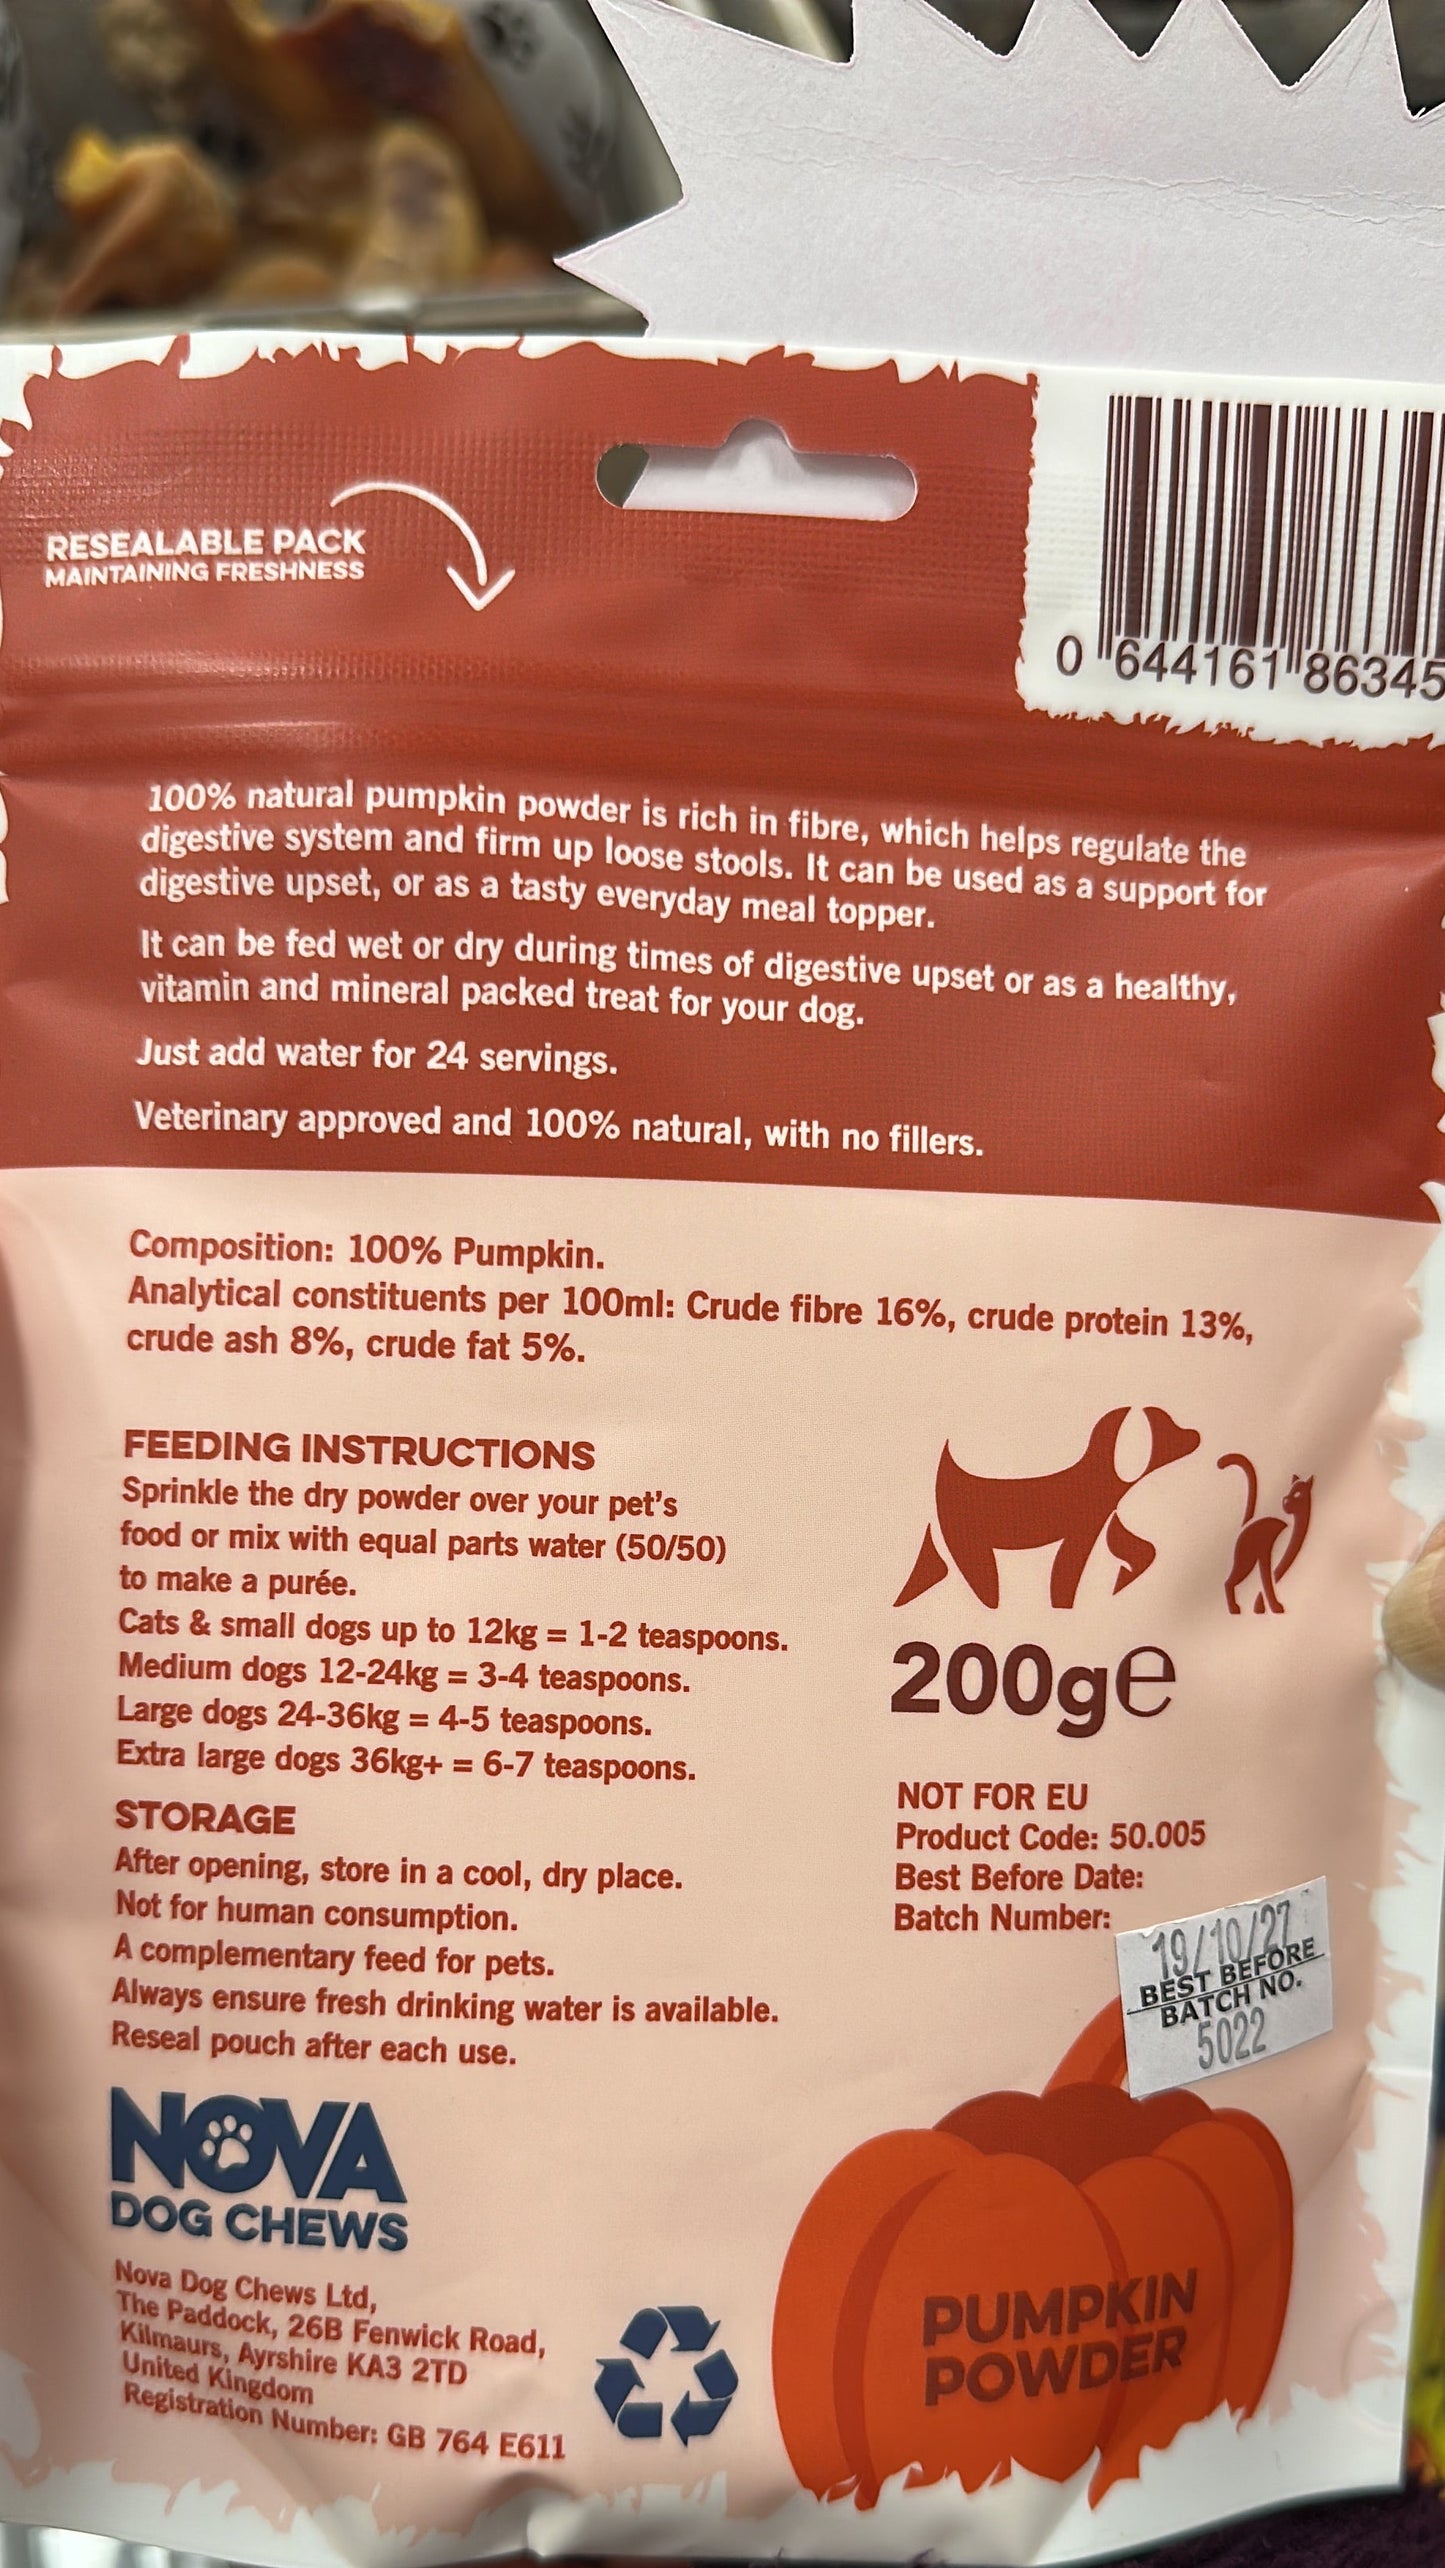 RESEALABLE PACK
MAINTAINING FRESHNESS
0 644161 86345
100% natural pumpkin powder is rich in fibre, which helps regulate the
digestive system and firm up loose stools. It can be used as a support for
digestive upset, or as a tasty everyday meal topper.
It can be fed wet or dry during times of digestive upset or as a healthy,
vitamin and mineral packed treat for your dog.
Just add water for 24 servings.
Veterinary approved and 100% natural, with no fillers.
Composition: 100% Pumpkin.
Analytical constituents per 100ml: Crude fibre 16%, crude protein 13%,
crude ash 8%, crude fat 5%.
FEEDING INSTRUCTIONS
Sprinkle the dry powder over your pet's
food or mix with equal parts water (50/50)
to make a purée.
Cats & small dogs up to 12kg = 1-2 teaspoons.
Medium dogs 12-24kg = 3-4 teaspoons.
Large dogs 24-36kg = 4-5 teaspoons.
Extra large dogs 36kg+ = 6-7 teaspoons.
STORAGE
After opening, store in a cool, dry place.
Not for human consumption.
A complementary feed for pets.
Always ensure fresh drinking water is available.
Reseal pouch after each use.
200g℮
NOT FOR EU
Product Code: 50.005
Best Before Date:
Batch Number:
19/10/27
BEST BEFORE
BATCH NO.
5022
NOVA
DOG CHEWS
Nova Dog Chews Ltd,
The Paddock, 26B Fenwick Road,
Kilmaurs, Ayrshire KA3 2TD
United Kingdom
Registration Number: GB 764 E611
PUMPKIN
POWDER